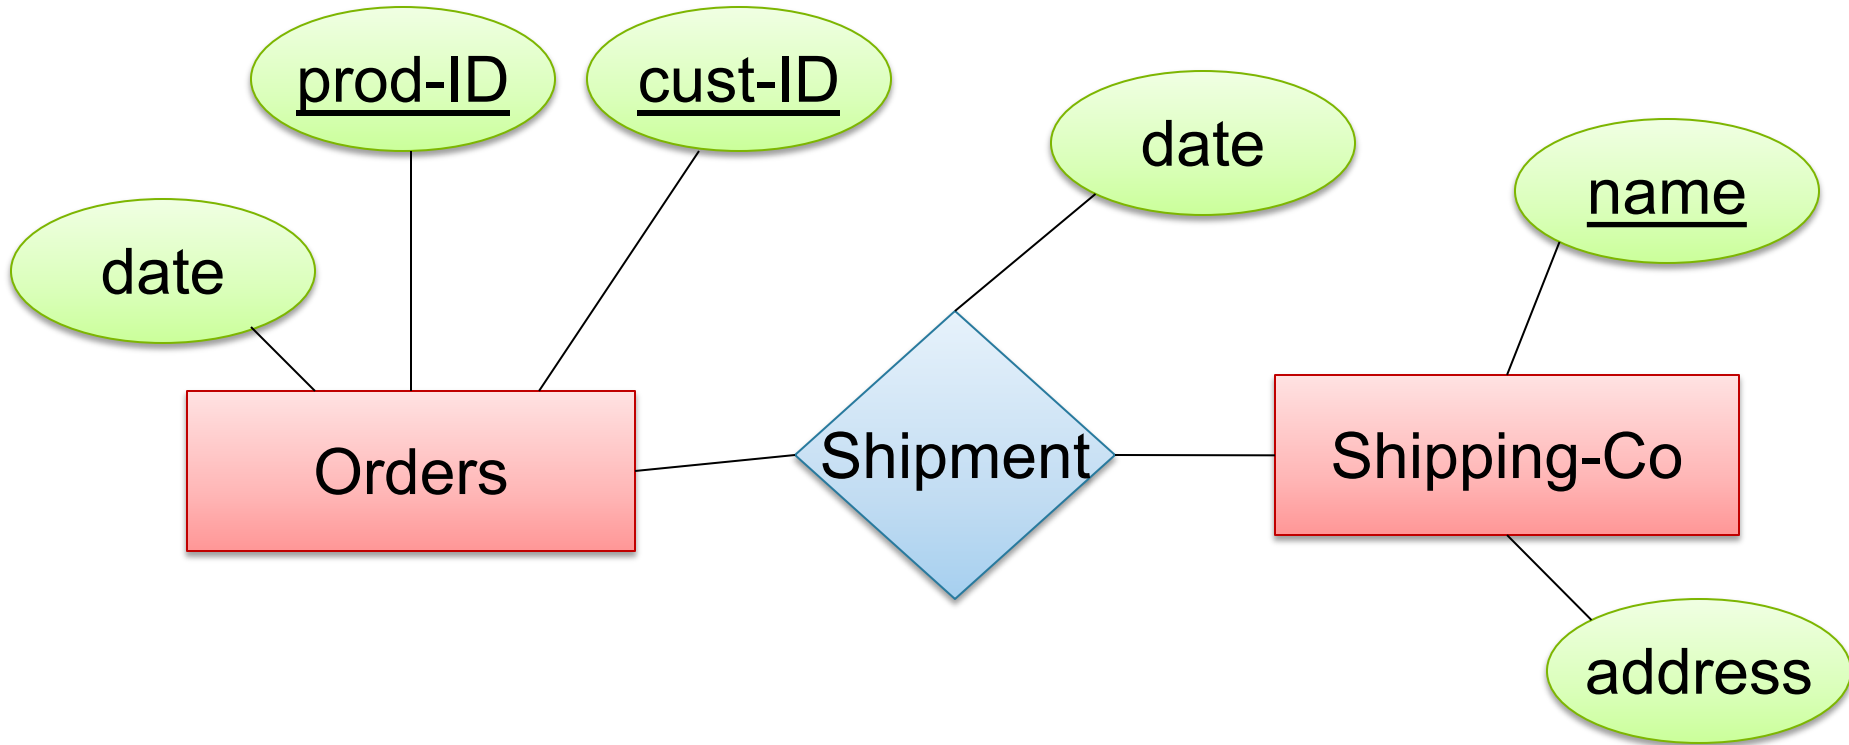 prod-ID
cust-ID
date
name
date
Orders
Shipment
Shipping-Co
address